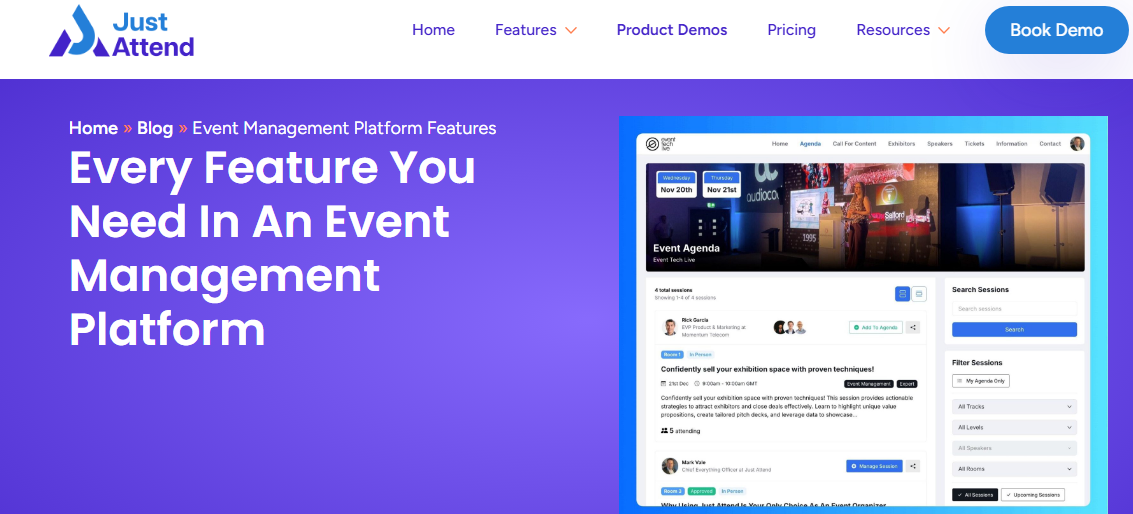 Just
Attend
Home
Features
Product Demos
Pricing
Resources
Book Demo
Home » Blog » Event Management Platform Features
Every Feature You
Need In An Event
Management
Platform
event
tech
live
Home
Agenda
Call For Content
Exhibitors
Speakers
Tickets
Information
Contact
Wednesday
Nov 20th
Thursday
Nov 21st
audiocc
Salford
1995
Event Agenda
Event Tech Live
4 total sessions
Showing 1-4 of 4 sessions
Rick Garcia
EVP Product & Marketing at
Momentum Telecom
Add To Agenda
Room 1
In Person
Confidently sell your exhibition space with proven techniques!
21st Dec
9:00am - 10:00am GMT
Event Management
Expert
Confidently sell your exhibition space with proven techniques! This session provides actionable
strategies to attract exhibitors and close deals effectively. Learn to highlight unique value
propositions, create tailored pitch decks, and leverage data to showcase...
5 attending
Mark Vale
Chief Everything Officer at Just Attend
Manage Session
Room 2
Approved
In Person
Why Using Just Attend Is Your Only Choice As An Event Organizer
Search Sessions
Search sessions
Search
Filter Sessions
My Agenda Only
All Tracks
All Levels
All Speakers
All Rooms
All Sessions
Upcoming Sessions